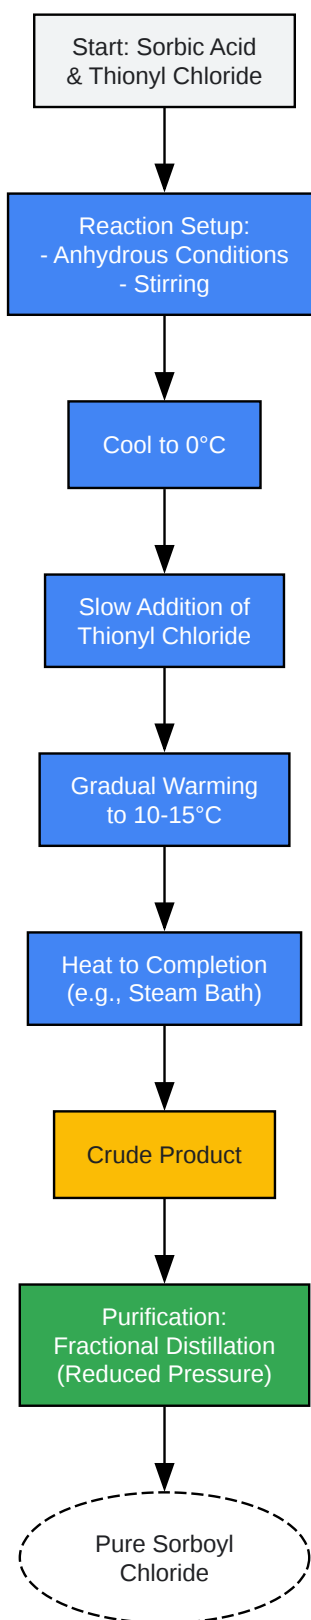 Start: Sorbic Acid
& Thionyl Chloride
Reaction Setup:
- Anhydrous Conditions
- Stirring
Cool to 0°C
Slow Addition of
Thionyl Chloride
Gradual Warming
to 10-15°C
Heat to Completion
(e.g., Steam Bath)
Crude Product
Purification:
Fractional Distillation
(Reduced Pressure)
Pure Sorboyl
Chloride